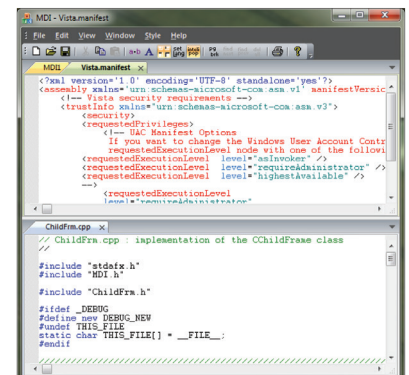 MDI - Vista.manifest
File Edit View Window Style Help
MDI1 Vista.manifest x
<?xml version='1.0' encoding='UTF-8' standalone='yes'?>
<assembly xmlns='urn:schemas-microsoft-com:asm.v1' manifestVersic
<!-- Vista security requirements -->
<trustInfo xmlns="urn:schemas-microsoft-com:asm.v3">
<security>
<requestedPrivileges>
<!-- UAC Manifest Options
If you want to change the Windows User Account Contr
requestedExecutionLevel node with one of the followi
<requestedExecutionLevel level="asInvoker" />
<requestedExecutionLevel level="requireAdministrator" />
<requestedExecutionLevel level="highestAvailable" />
-->
<requestedExecutionLevel
level="requireAdministrator"
ChildFrm.cpp x
// ChildFrm.cpp : implementation of the CChildFrame class
//
#include "stdafx.h"
#include "MDI.h"
#include "ChildFrm.h"
#ifdef _DEBUG
#define new DEBUG_NEW
#undef THIS_FILE
static char THIS_FILE[] = __FILE__;
#endif